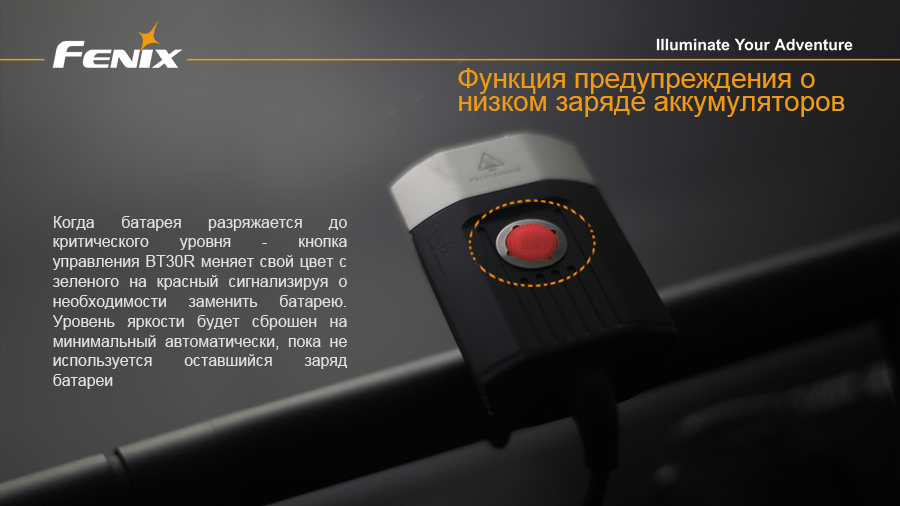 FENIX
Illuminate Your Adventure
Функция предупреждения о
низком заряде аккумуляторов
Когда батарея разряжается до
критического уровня - кнопка
управления BT30R меняет свой цвет с
зеленого на красный сигнализируя о
необходимости заменить батарею.
Уровень яркости будет сброшен на
минимальный автоматически, пока не
используется оставшийся заряд
батареи